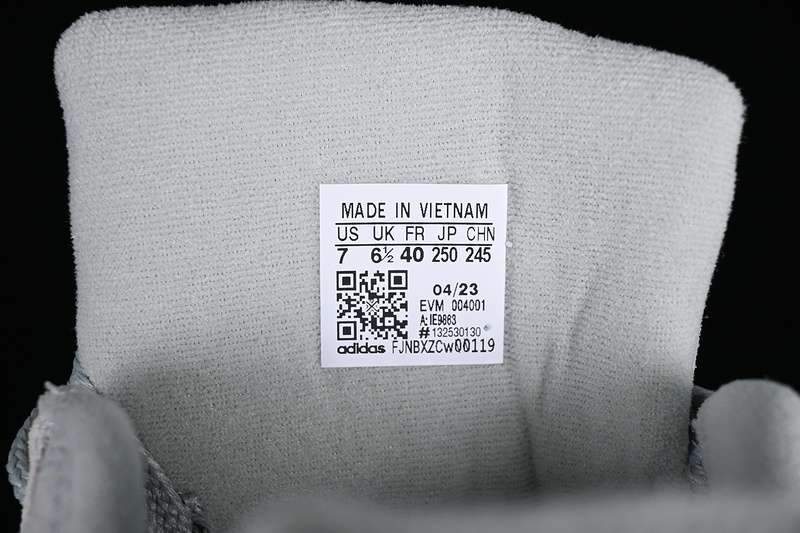 MADE IN VIETNAM
US UK FR JP CHN
7 6½ 40 250 245
04/23
EVM 004001
A: IE9863
#132530130
adidas FJNBXZCW00119